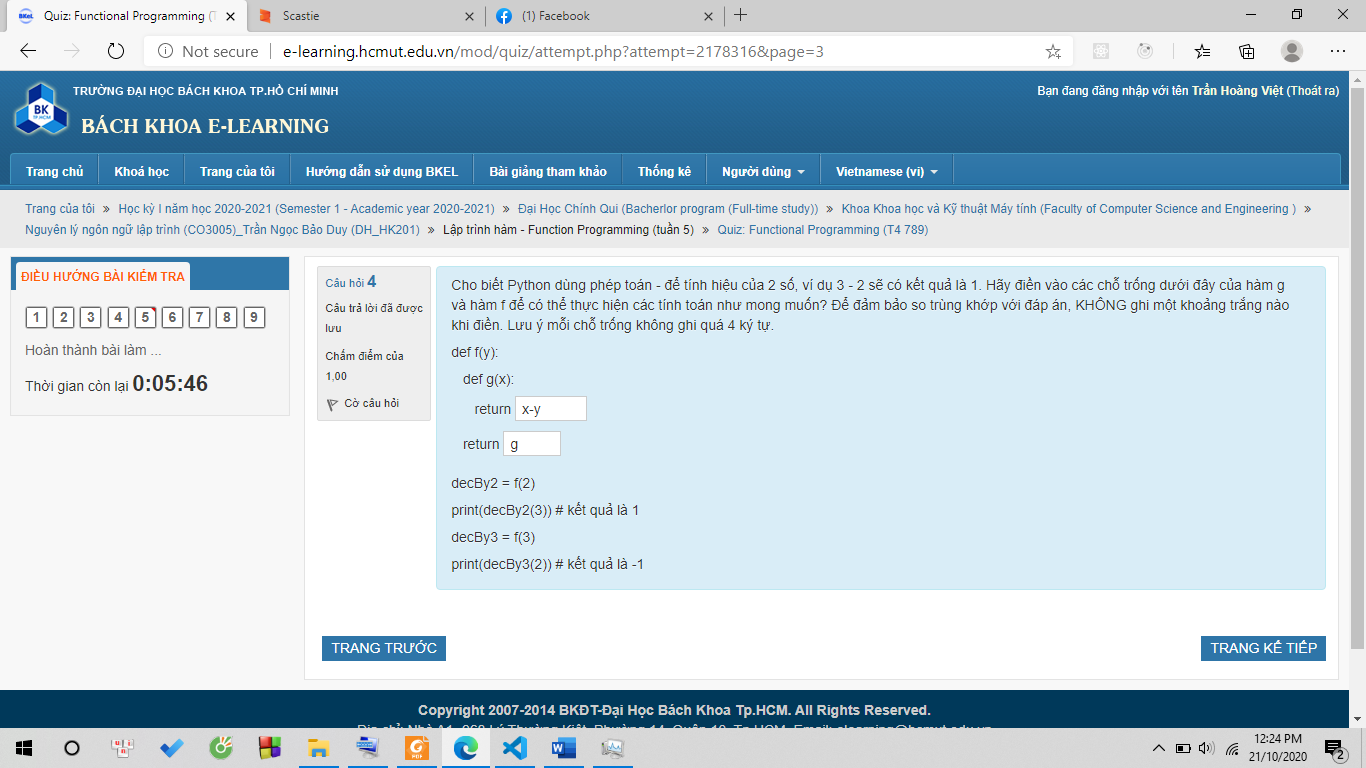 Quiz: Functional Programming (T
Scastie
(1) Facebook
Not secure
e-learning.hcmut.edu.vn/mod/quiz/attempt.php?attempt=2178316&page=3
BK
TP.HCM
TRƯỜNG ĐẠI HỌC BÁCH KHOA TP.HỒ CHÍ MINH
BÁCH KHOA E-LEARNING
Bạn đang đăng nhập với tên Trần Hoàng Việt (Thoát ra)
Trang chủ
Khoá học
Trang của tôi
Hướng dẫn sử dụng BKEL
Bài giảng tham khảo
Thống kê
Người dùng
Vietnamese (vi)
Trang của tôi » Học kỳ I năm học 2020-2021 (Semester 1 - Academic year 2020-2021) » Đại Học Chính Qui (Bacherlor program (Full-time study)) » Khoa Khoa học và Kỹ thuật Máy tính (Faculty of Computer Science and Engineering ) »
Nguyên lý ngôn ngữ lập trình (CO3005)_Trần Ngọc Bảo Duy (DH_HK201) » Lập trình hàm - Function Programming (tuần 5) » Quiz: Functional Programming (T4 789)
ĐIỀU HƯỚNG BÀI KIỂM TRA
1 2 3 4 5 6 7 8 9
Hoàn thành bài làm ...
Thời gian còn lại 0:05:46
Câu hỏi 4
Câu trả lời đã được
lưu
Chấm điểm của
1,00
Cờ câu hỏi
Cho biết Python dùng phép toán - để tính hiệu của 2 số, ví dụ 3 - 2 sẽ có kết quả là 1. Hãy điền vào các chỗ trống dưới đây của hàm g
và hàm f để có thể thực hiện các tính toán như mong muốn? Để đảm bảo so trùng khớp với đáp án, KHÔNG ghi một khoảng trắng nào
khi điền. Lưu ý mỗi chỗ trống không ghi quá 4 ký tự.
def f(y):
def g(x):
return x-y
return g
decBy2 = f(2)
print(decBy2(3)) # kết quả là 1
decBy3 = f(3)
print(decBy3(2)) # kết quả là -1
TRANG TRƯỚC
TRANG KẾ TIẾP
Copyright 2007-2014 BKĐT-Đại Học Bách Khoa Tp.HCM. All Rights Reserved.
12:24 PM
21/10/2020
2